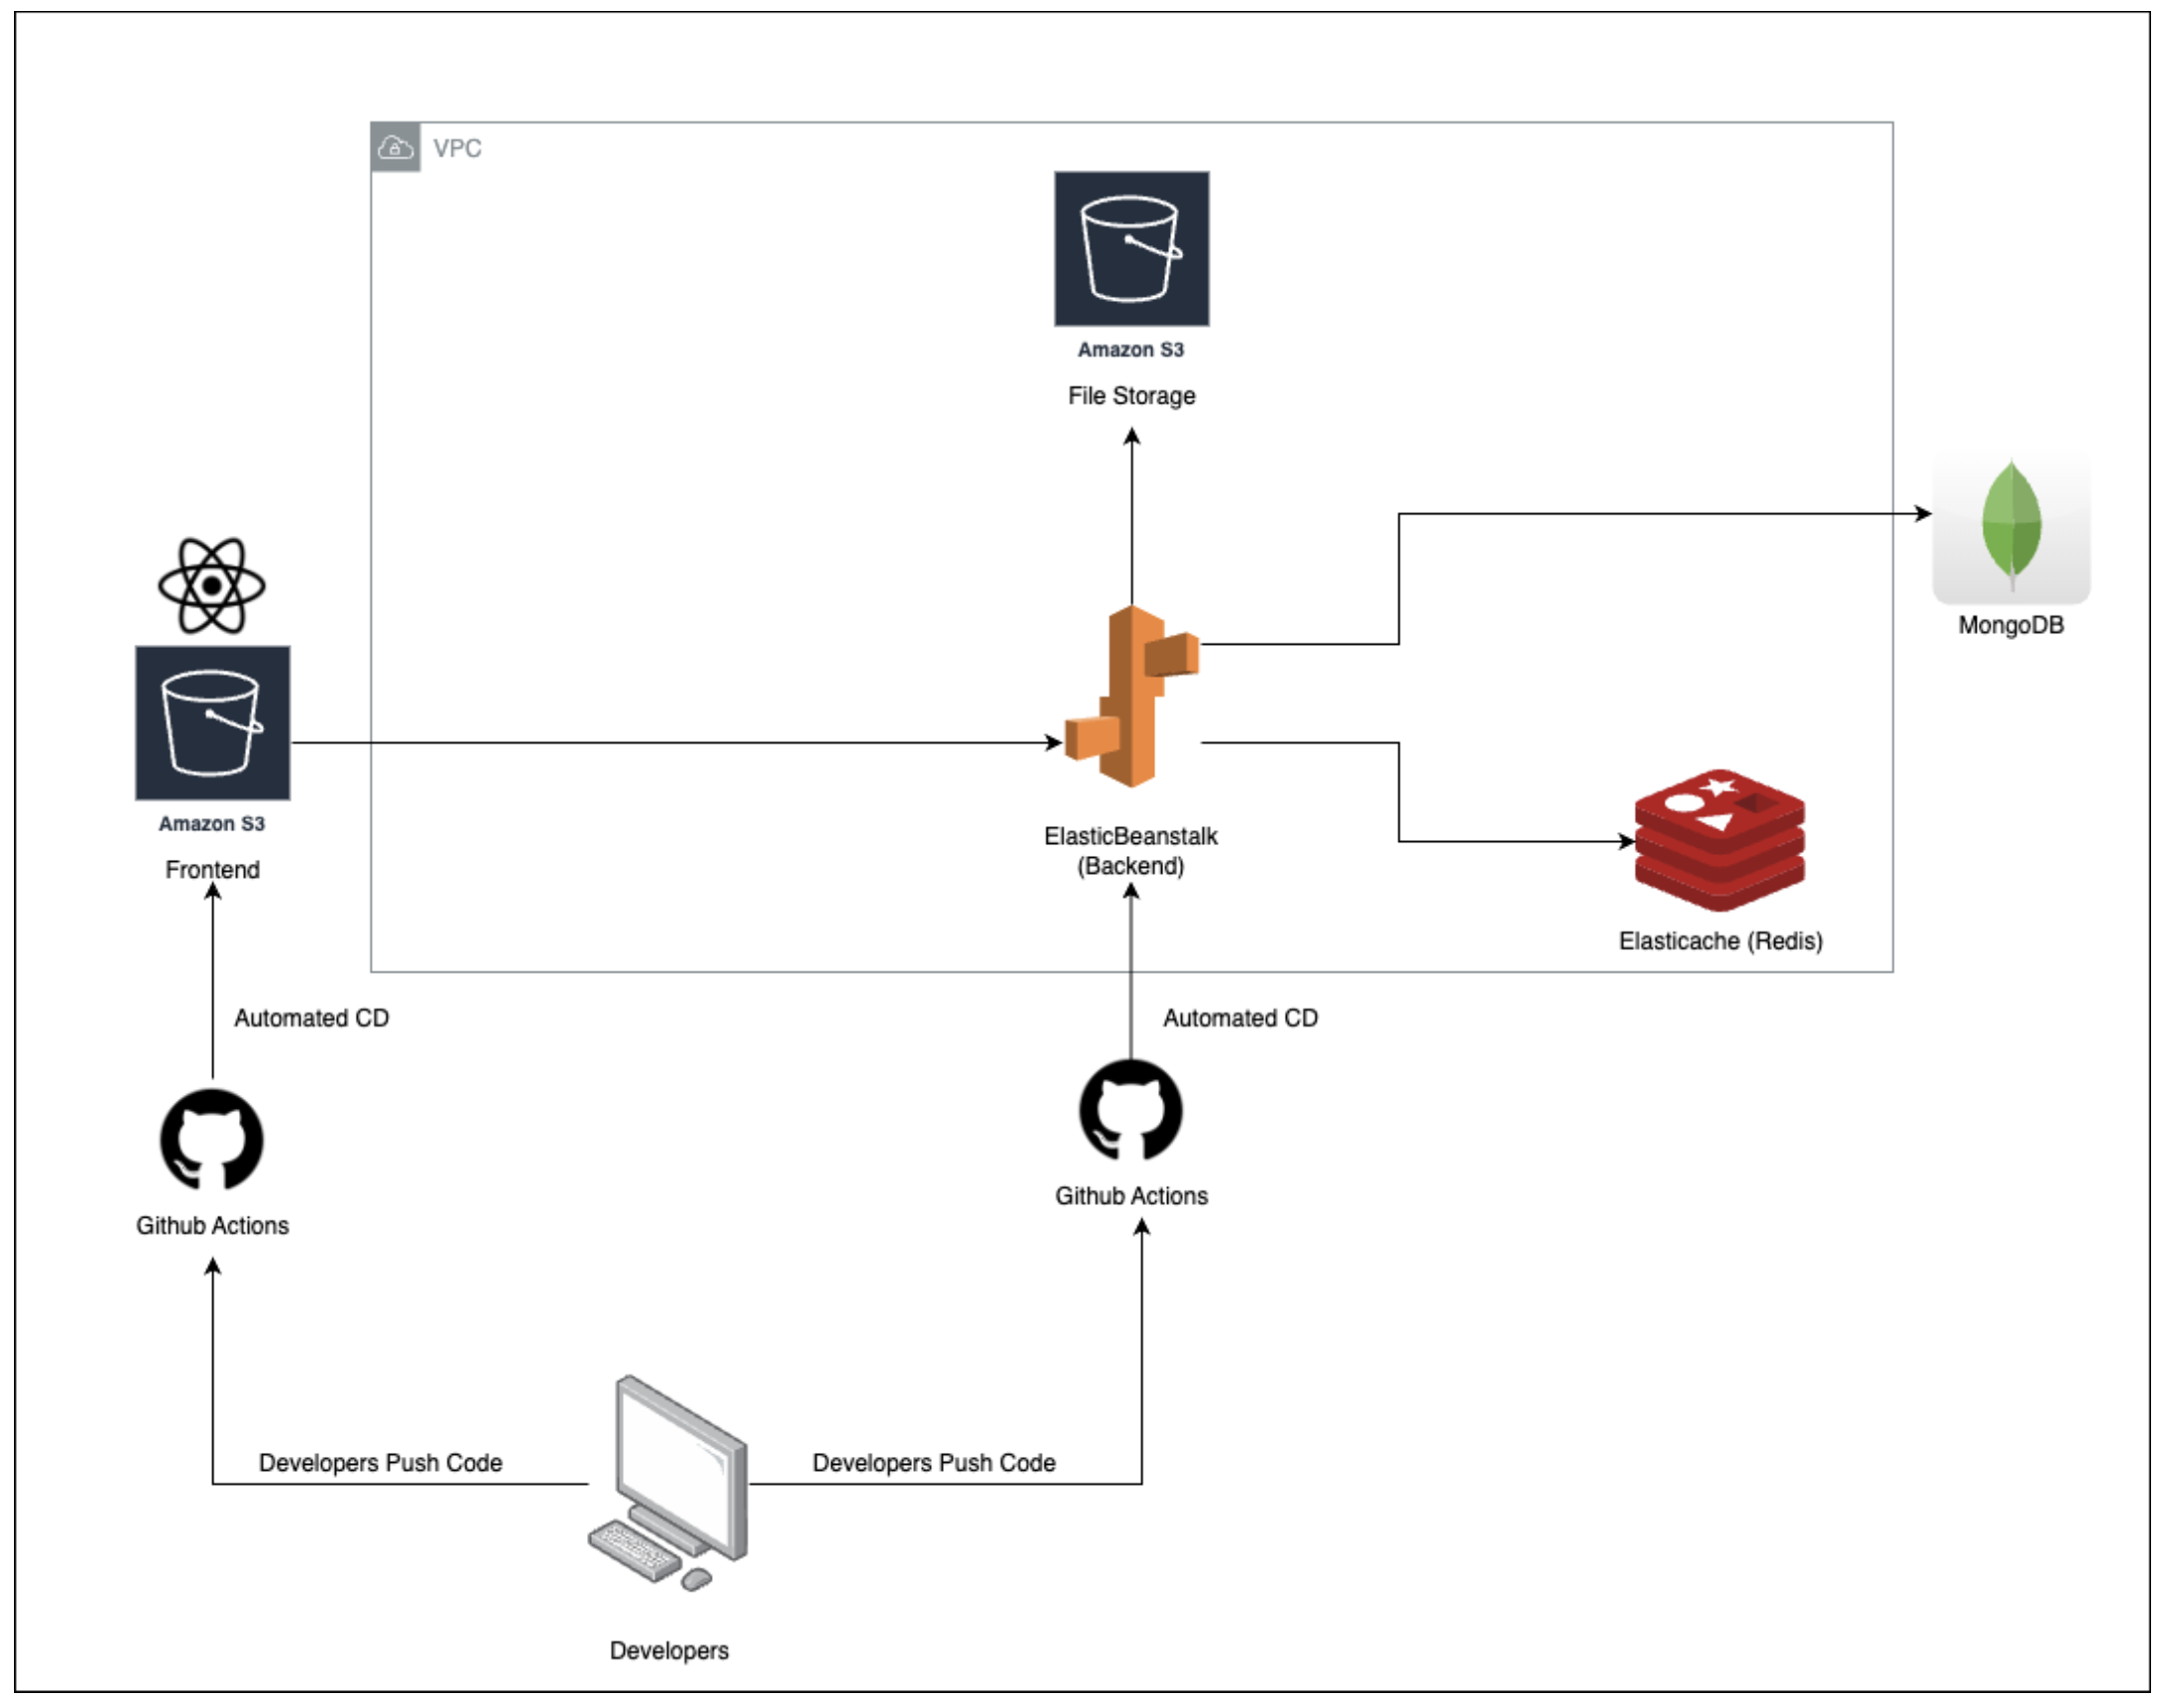 VPC
Amazon S3
File Storage
MongoDB
Amazon S3
Frontend
ElasticBeanstalk
(Backend)
Elasticache (Redis)
Automated CD
Automated CD
Github Actions
Github Actions
Developers Push Code
Developers Push Code
Developers